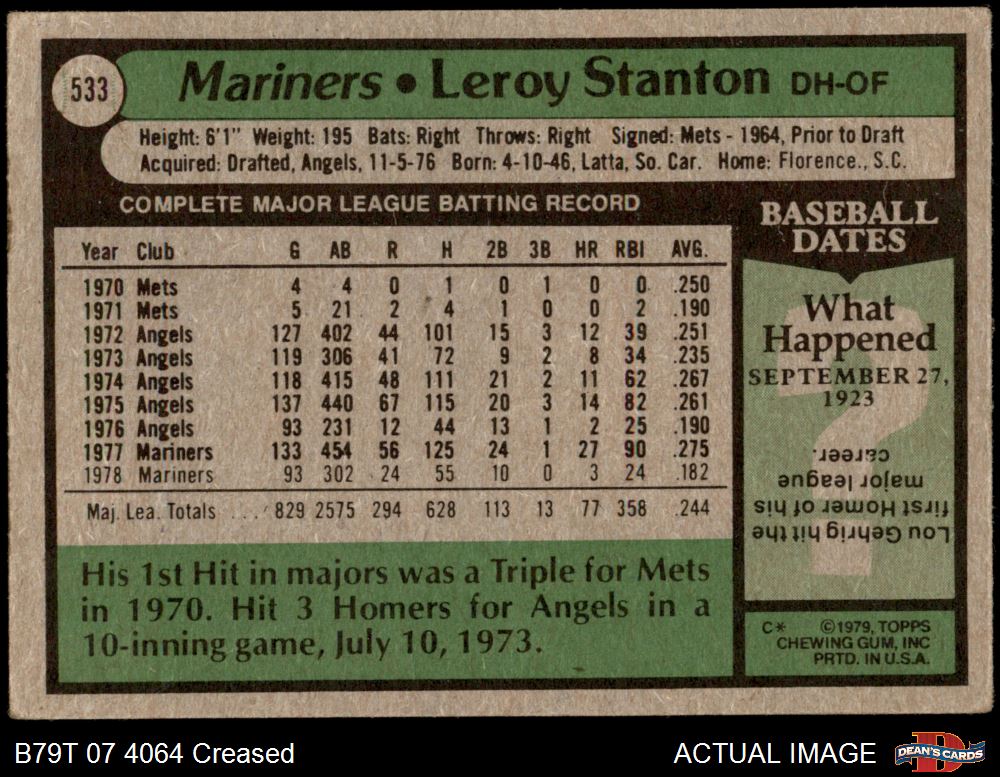 533
Mariners • Leroy Stanton DH-OF
Height: 6'1" Weight: 195 Bats: Right Throws: Right Signed: Mets - 1964, Prior to Draft
Acquired: Drafted, Angels, 11-5-76 Born: 4-10-46, Latta, So. Car. Home: Florence., S.C.
COMPLETE MAJOR LEAGUE BATTING RECORD
Year Club G AB R H 2B 3B HR RBI AVG.
1970 Mets 4 4 0 1 0 1 0 0 .250
1971 Mets 5 21 2 4 1 0 0 2 .190
1972 Angels 127 402 44 101 15 3 12 39 .251
1973 Angels 119 306 41 72 9 2 8 34 .235
1974 Angels 118 415 48 111 21 2 11 62 .267
1975 Angels 137 440 67 115 20 3 14 82 .261
1976 Angels 93 231 12 44 13 1 2 25 .190
1977 Mariners 133 454 56 125 24 1 27 90 .275
1978 Mariners 93 302 24 55 10 0 3 24 .182
Maj. Lea. Totals .... 829 2575 294 628 113 13 77 358 .244
His 1st Hit in majors was a Triple for Mets
in 1970. Hit 3 Homers for Angels in a
10-inning game, July 10, 1973.
BASEBALL
DATES
What
Happened
SEPTEMBER 27,
1923
?
Lou Gehrig hit the
first Homer of his
major league
career.
C* ©1979, TOPPS
CHEWING GUM, INC
PRTD. IN U.S.A.
B79T 07 4064 Creased
ACTUAL IMAGE
DEAN'S CARDS